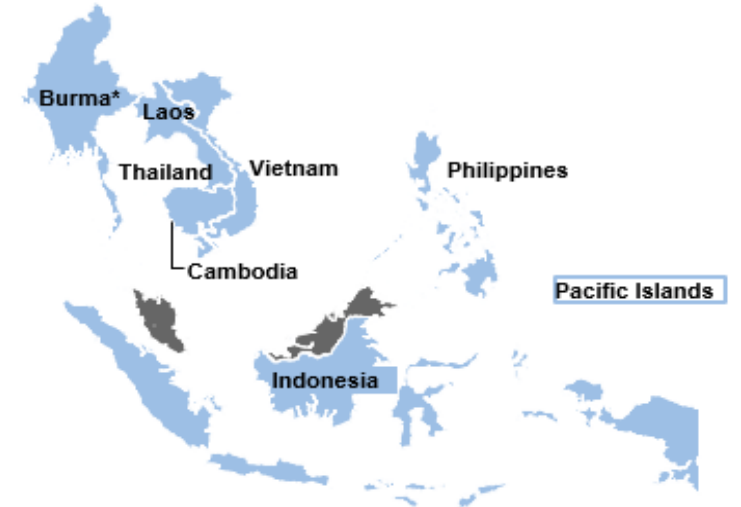 Burma*
Laos
Thailand
Vietnam
Philippines
Cambodia
Pacific Islands
Indonesia